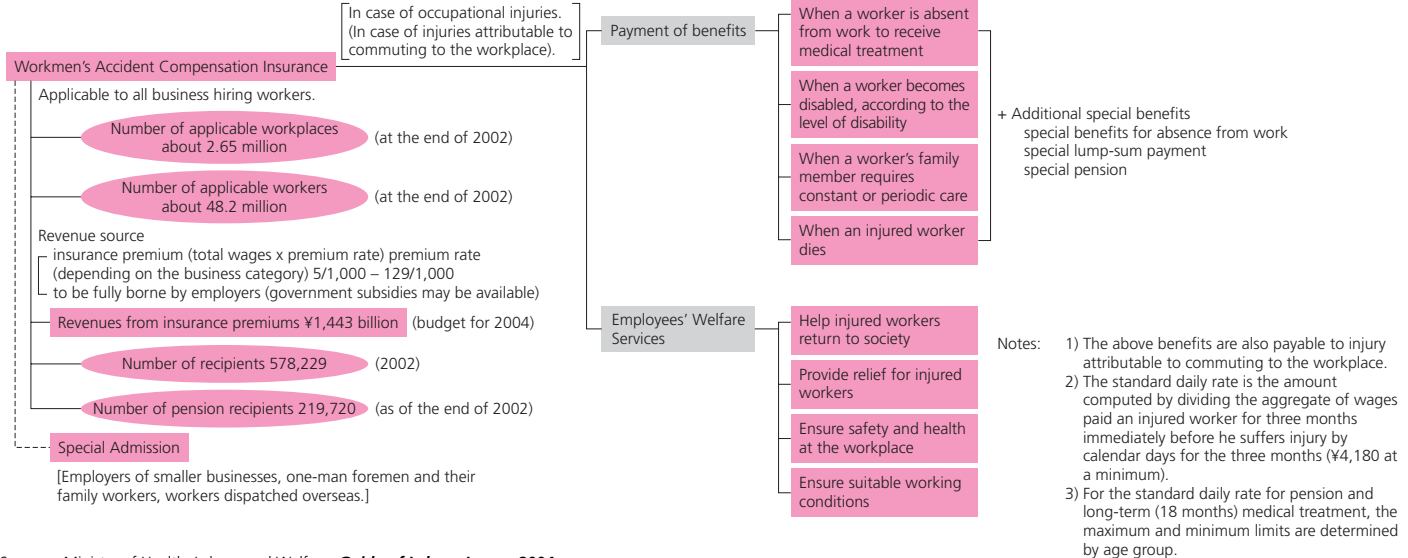 [In case of occupational injuries.
(In case of injuries attributable to
commuting to the workplace).]
Workmen's Accident Compensation Insurance
Applicable to all business hiring workers.
Number of applicable workplaces
about 2.65 million
(at the end of 2002)
Number of applicable workers
about 48.2 million
(at the end of 2002)
Revenue source
insurance premium (total wages x premium rate) premium rate
(depending on the business category) 5/1,000 – 129/1,000
to be fully borne by employers (government subsidies may be available)
Revenues from insurance premiums ¥1,443 billion (budget for 2004)
Number of recipients 578,229 (2002)
Number of pension recipients 219,720 (as of the end of 2002)
Special Admission
[Employers of smaller businesses, one-man foremen and their
family workers, workers dispatched overseas.]
Payment of benefits
When a worker is absent
from work to receive
medical treatment
When a worker becomes
disabled, according to the
level of disability
When a worker's family
member requires
constant or periodic care
When an injured worker
dies
+ Additional special benefits
special benefits for absence from work
special lump-sum payment
special pension
Employees' Welfare
Services
Help injured workers
return to society
Provide relief for injured
workers
Ensure safety and health
at the workplace
Ensure suitable working
conditions
Notes: 1) The above benefits are also payable to injury
attributable to commuting to the workplace.
2) The standard daily rate is the amount
computed by dividing the aggregate of wages
paid an injured worker for three months
immediately before he suffers injury by
calendar days for the three months (¥4,180 at
a minimum).
3) For the standard daily rate for pension and
long-term (18 months) medical treatment, the
maximum and minimum limits are determined
by age group.